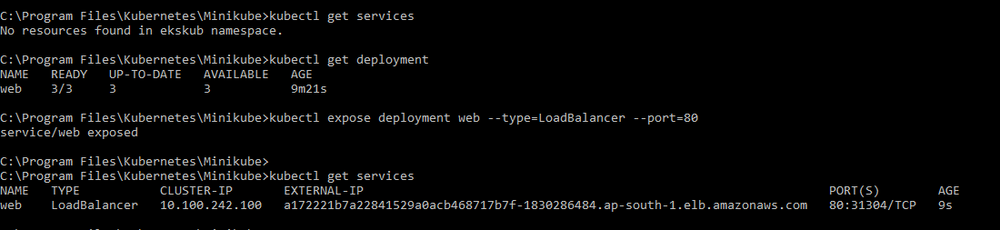 C:\Program Files\Kubernetes\Minikube>kubectl get services
No resources found in ekskub namespace.
C:\Program Files\Kubernetes\Minikube>kubectl get deployment
NAME READY UP-TO-DATE AVAILABLE AGE
web 3/3 3 3 9m21s
C:\Program Files\Kubernetes\Minikube>kubectl expose deployment web --type=LoadBalancer --port=80
service/web exposed
C:\Program Files\Kubernetes\Minikube>
C:\Program Files\Kubernetes\Minikube>kubectl get services
NAME TYPE CLUSTER-IP EXTERNAL-IP PORT(S) AGE
web LoadBalancer 10.100.242.100 a172221b7a22841529a0acb468717b7f-1830286484.ap-south-1.elb.amazonaws.com 80:31304/TCP 9s